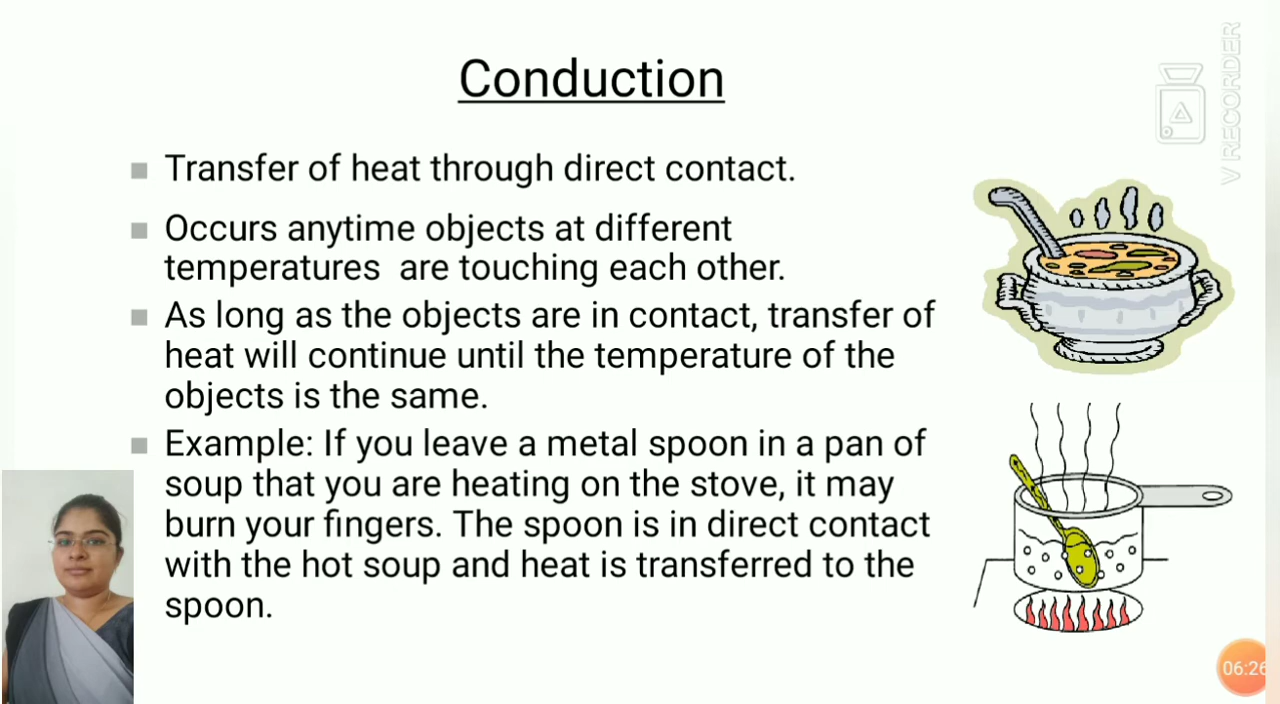 Conduction
Transfer of heat through direct contact.
Occurs anytime objects at different
temperatures  are touching each other.
As long as the objects are in contact, transfer of
heat will continue until the temperature of the
objects is the same.
Example: If you leave a metal spoon in a pan of
soup that you are heating on the stove, it may
burn your fingers. The spoon is in direct contact
with the hot soup and heat is transferred to the
spoon.
V RECORDER
06:26